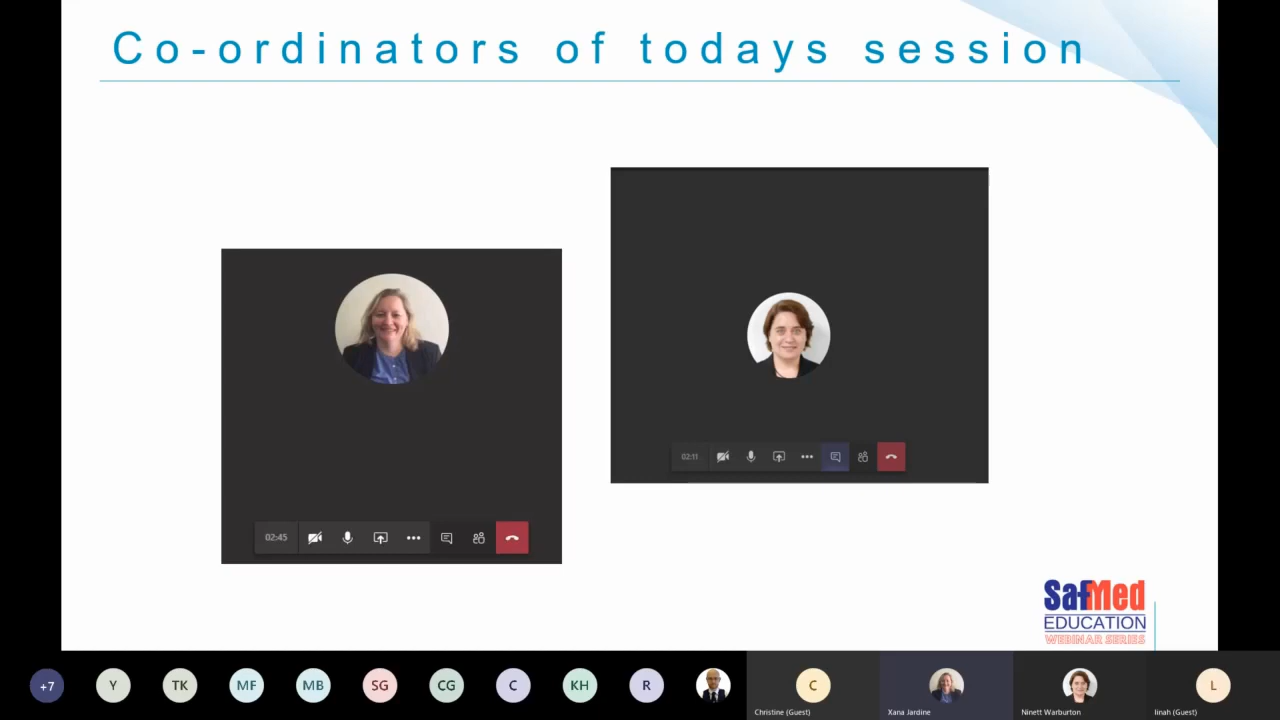 Co-ordinators of todays session
02:11
02:45
SafMed
EDUCATION
WEBINAR SERIES
+7
Y
TK
MF
MB
SG
CG
C
KH
R
C
L
Christine (Guest)
Xana Jardine
Ninett Warburton
linah (Guest)